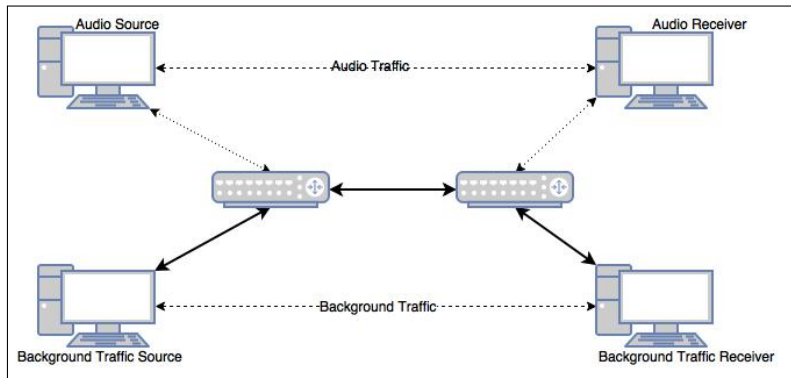 Audio Source
Audio Receiver
Audio Traffic
Background Traffic
Background Traffic Source
Background Traffic Receiver